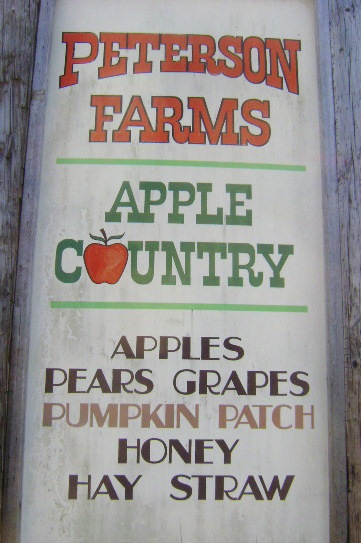 PETERSON
FARMS
APPLE
COUNTRY
APPLES
PEARS GRAPES
PUMPKIN PATCH
HONEY
HAY STRAW